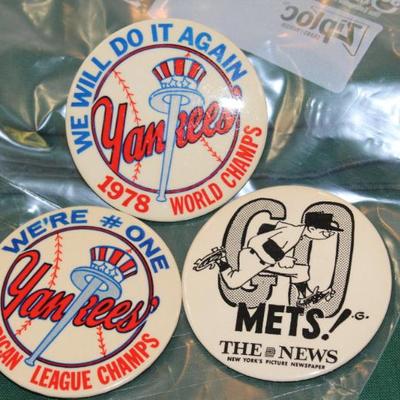 Ziploc
WE WILL DO IT AGAIN
Yankees
1978 WORLD CHAMPS
WE'RE # ONE
Yankees
ICAN LEAGUE CHAMPS
GO
METS!
.G.
THE NEWS
NEW YORK'S PICTURE NEWSPAPER